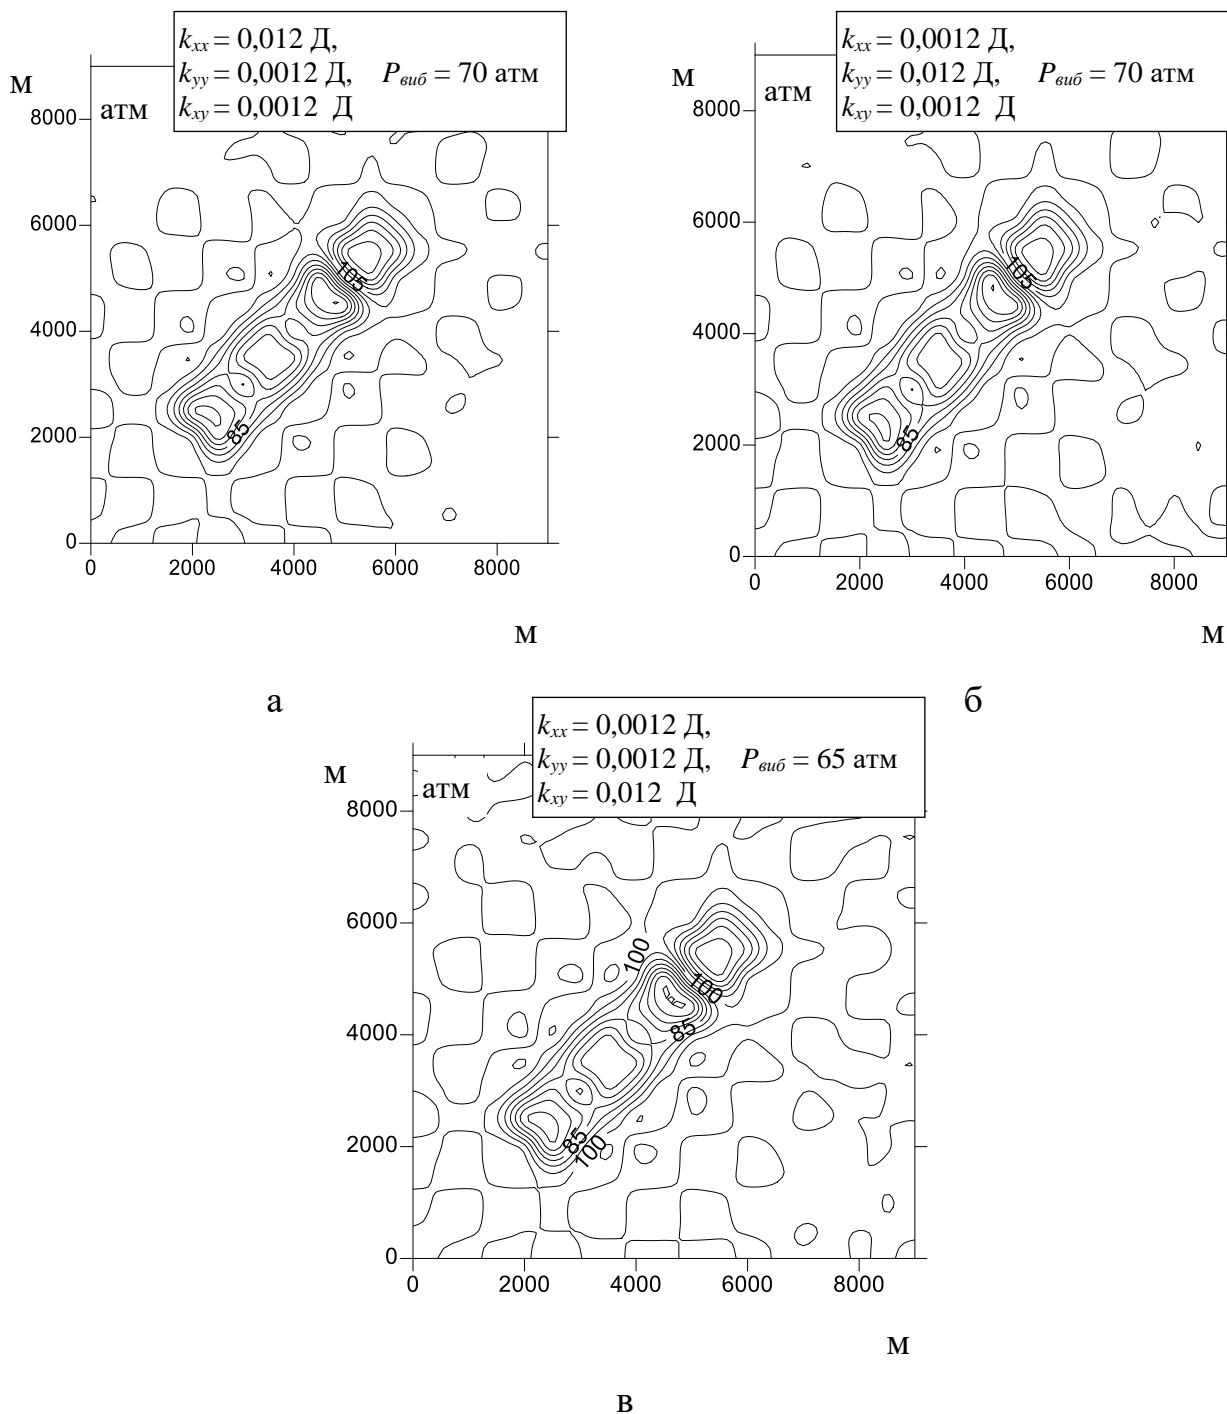 k_xx = 0,012 Д,
k_yy = 0,0012 Д, P_виб = 70 атм
k_xy = 0,0012 Д
м
атм
8000
6000
4000
2000
0
105
85
0 2000 4000 6000 8000
м
а
k_xx = 0,0012 Д,
k_yy = 0,012 Д, P_виб = 70 атм
k_xy = 0,0012 Д
м
атм
8000
6000
4000
2000
0
105
85
0 2000 4000 6000 8000
м
б
k_xx = 0,0012 Д,
k_yy = 0,0012 Д, P_виб = 65 атм
k_xy = 0,012 Д
м
атм
8000
6000
4000
2000
0
100
100
85
85
100
0 2000 4000 6000 8000
м
в